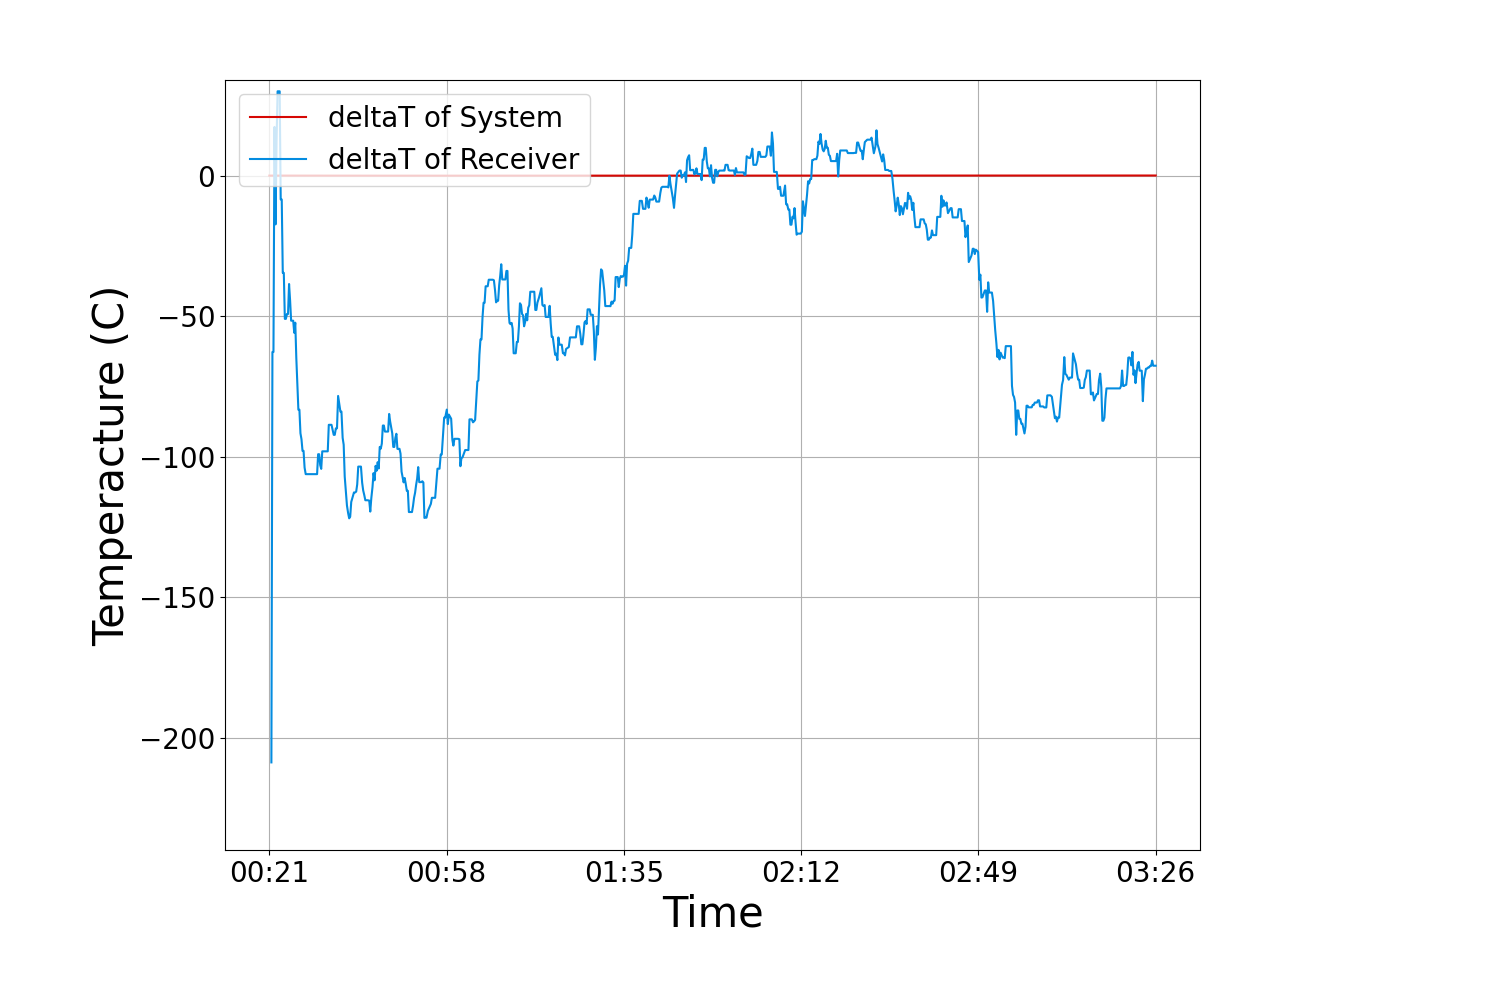 deltaT of System
deltaT of Receiver
0
−50
−100
−150
−200
Temperacture (C)
00:21 00:58 01:35 02:12 02:49 03:26
Time